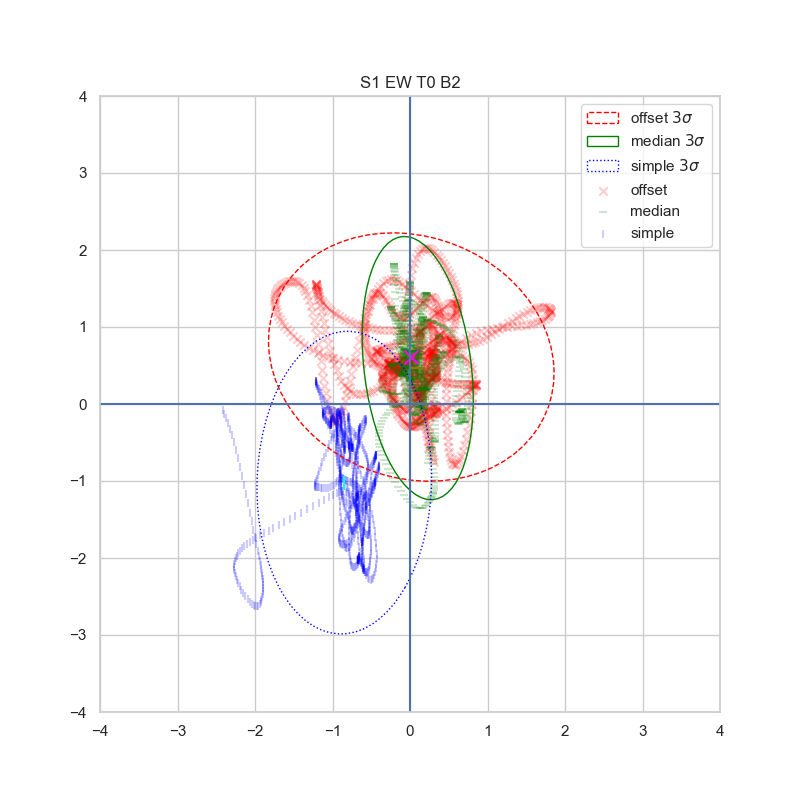 S1 EW T0 B2
4
3
2
1
0
−1
−2
−3
−4
−4 −3 −2 −1 0 1 2 3 4
offset 3σ
median 3σ
simple 3σ
offset
median
simple